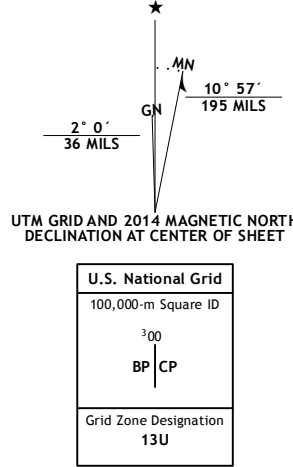 ★
MN
GN
10° 57´
195 MILS
2° 0´
36 MILS
UTM GRID AND 2014 MAGNETIC NORTH
DECLINATION AT CENTER OF SHEET
U.S. National Grid
100,000-m Square ID
³00
BP CP
Grid Zone Designation
13U